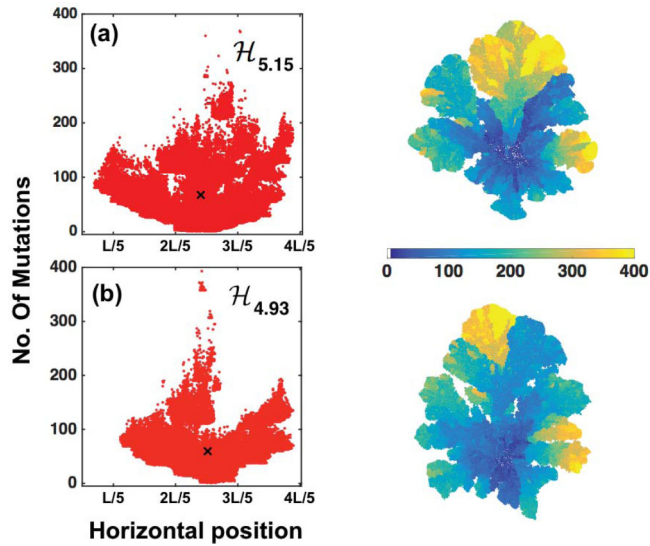 No. Of Mutations
(a)
ℋ5.15
400
300
200
100
0
L/5 2L/5 3L/5 4L/5
0 100 200 300 400
(b)
ℋ4.93
400
300
200
100
0
L/5 2L/5 3L/5 4L/5
Horizontal position